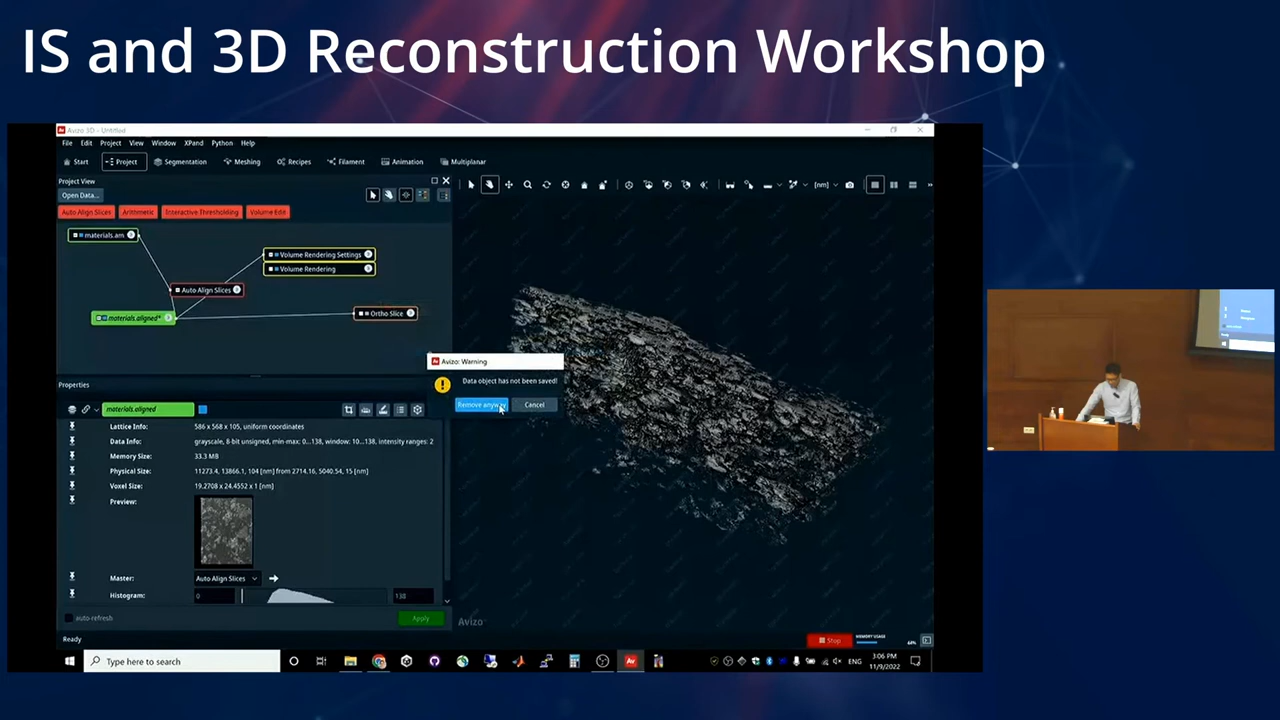 IS and 3D Reconstruction Workshop
Avizo 3D - Untitled
File Edit Project View Window XPand Python Help
Start Project Segmentation Meshing Recipes Filament Animation Multiplanar
Project View
Open Data...
[nm]
Auto Align Slices Arithmetic Interactive Thresholding Volume Edit
materials.am
Volume Rendering Settings
Volume Rendering
Auto Align Slices
materials.aligned*
Ortho Slice
Avizo: Warning
Data object has not been saved!
Remove anyway Cancel
Properties
materials.aligned
Lattice Info: 586 x 568 x 105, uniform coordinates
Data Info: grayscale, 8-bit unsigned, min-max: 0...138, window: 10...138, intensity ranges: 2
Memory Size: 33.3 MB
Physical Size: 11273.4, 13866.1, 104 [nm] from 2714.16, 5040.54, 15 [nm]
Voxel Size: 19.2708 x 24.4552 x 1 [nm]
Preview:
Master: Auto Align Slices
Histogram: 0 138
auto refresh Apply
Avizo
Ready Stop MEMORY USAGE
Type here to search
ENG
3:06 PM
11/9/2022